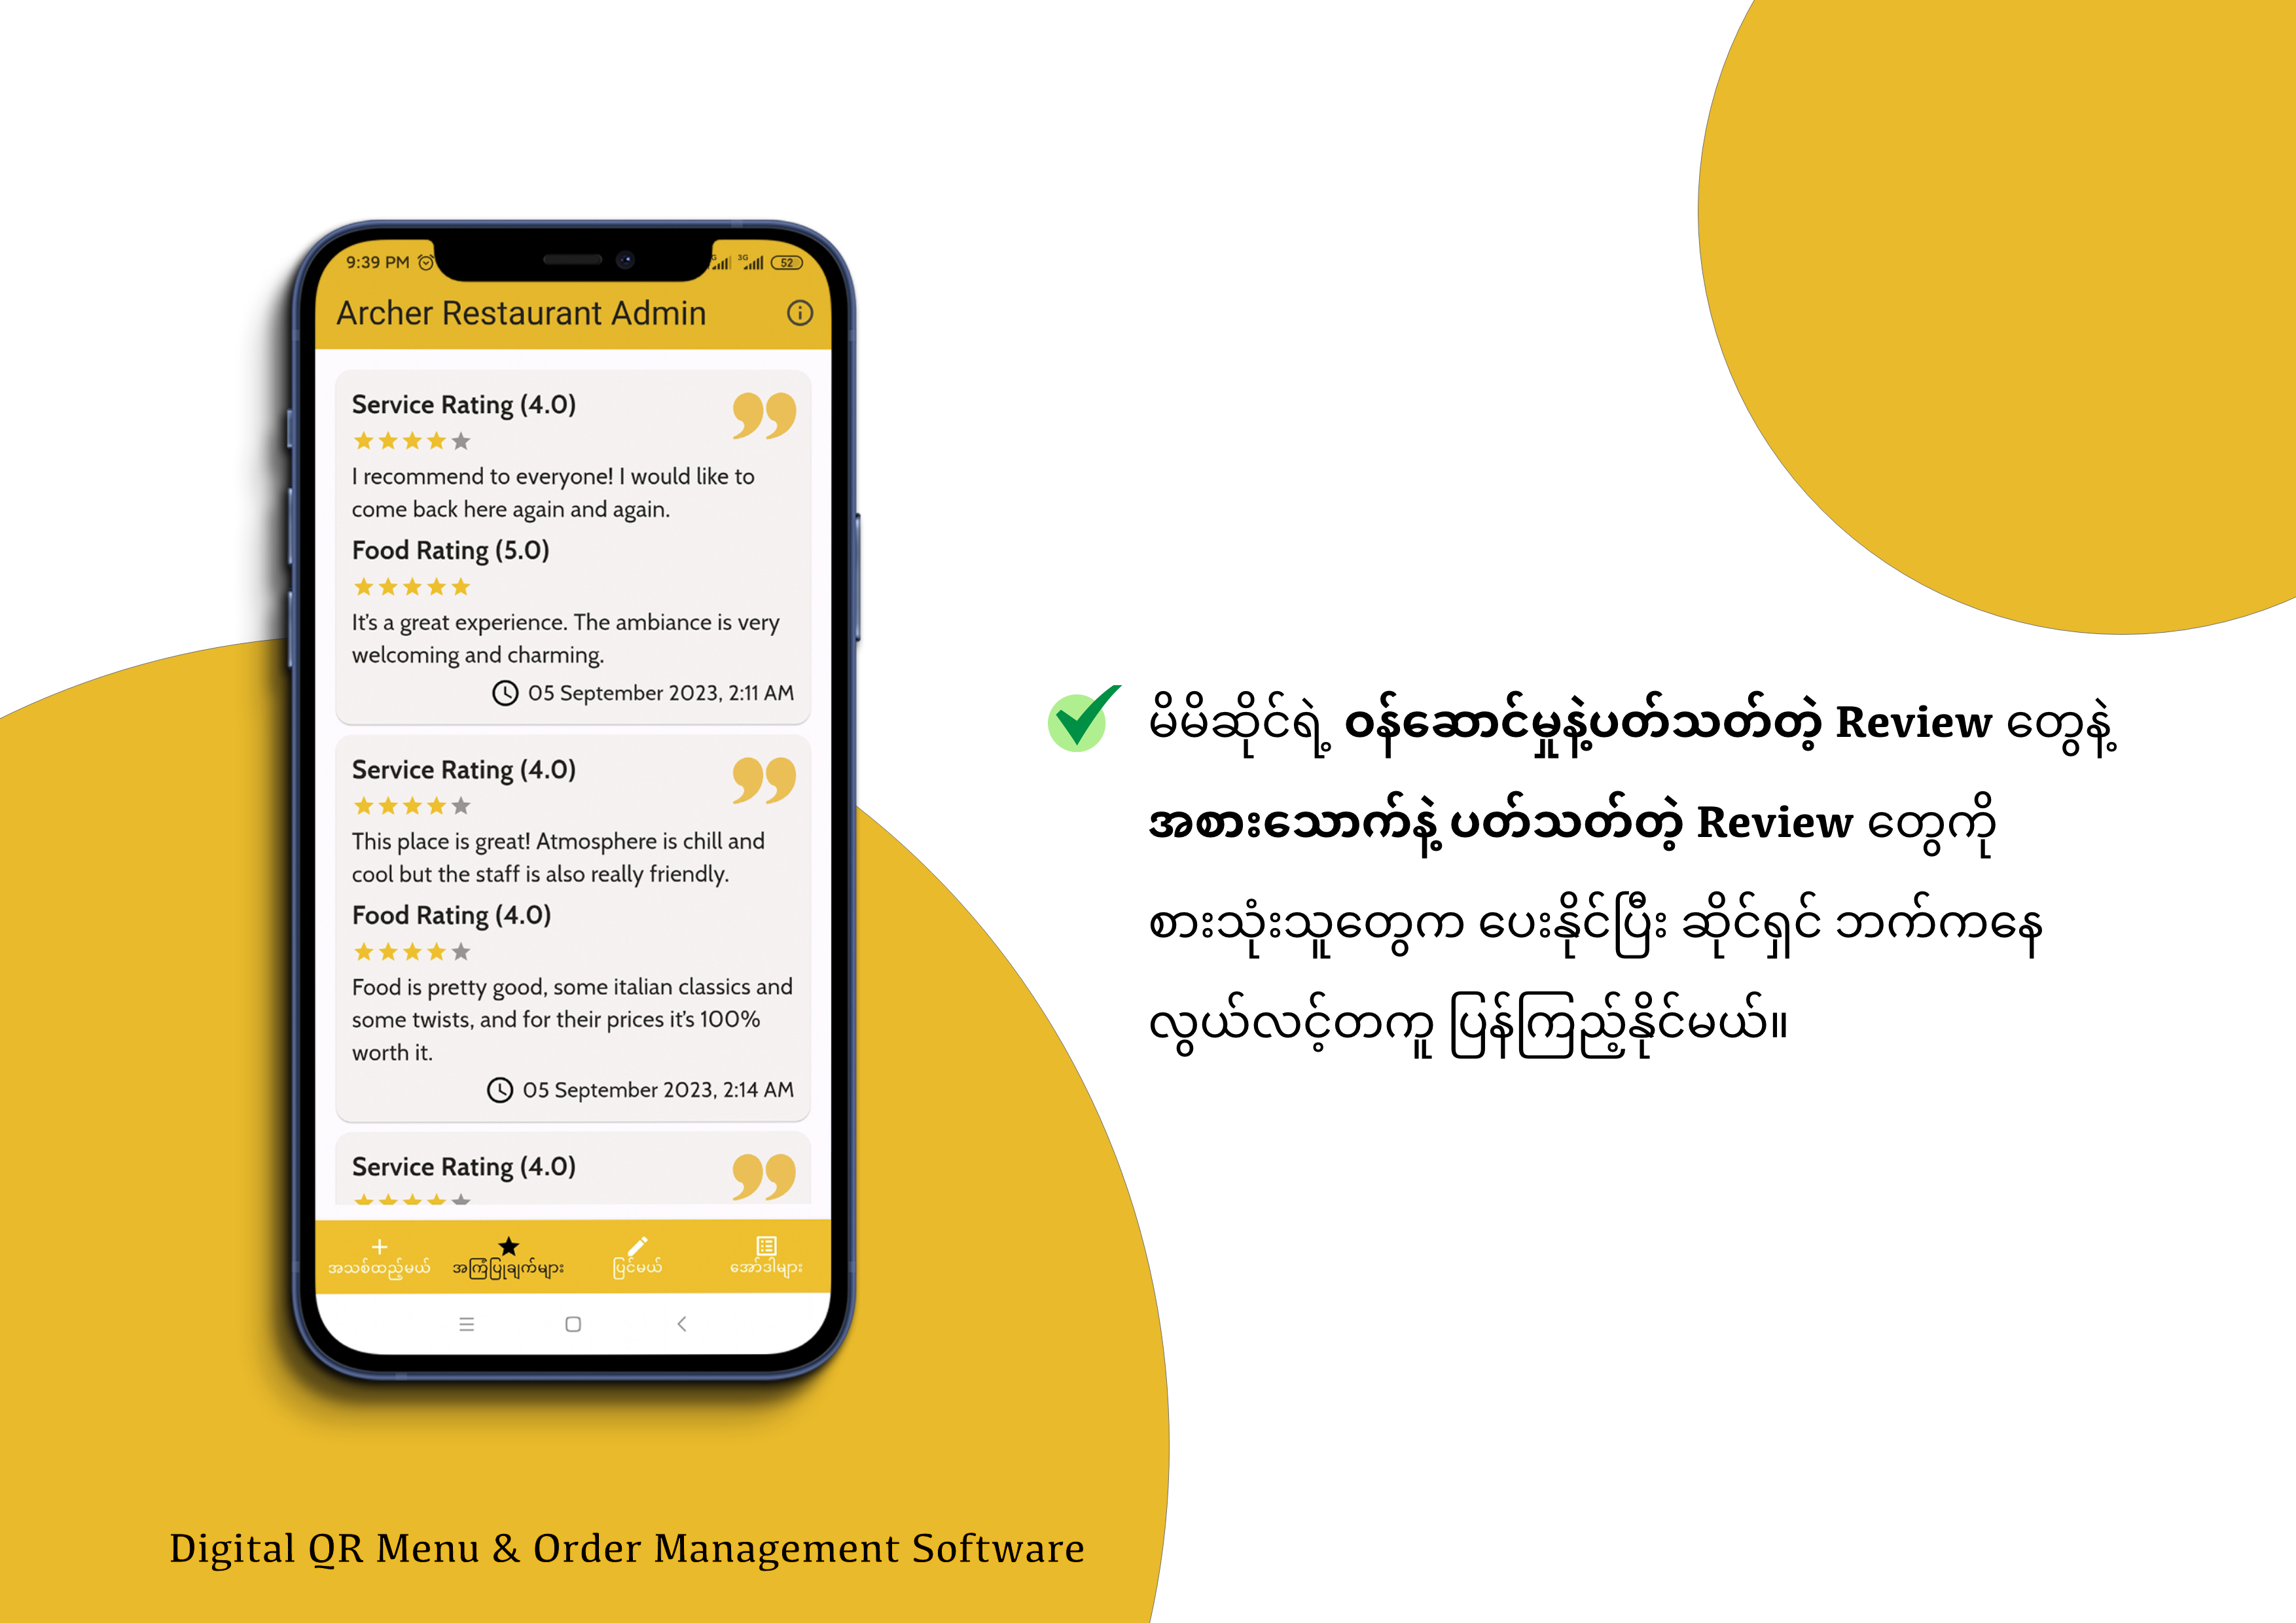 9:39 PM
3G
52
Archer Restaurant Admin
Service Rating (4.0)
I recommend to everyone! I would like to
come back here again and again.
Food Rating (5.0)
It's a great experience. The ambiance is very
welcoming and charming.
05 September 2023, 2:11 AM
Service Rating (4.0)
This place is great! Atmosphere is chill and
cool but the staff is also really friendly.
Food Rating (4.0)
Food is pretty good, some italian classics and
some twists, and for their prices it's 100%
worth it.
05 September 2023, 2:14 AM
Service Rating (4.0)
အသစ်ထည့်မယ်
အကြံပြုချက်များ
ပြင်မယ်
အော်ဒါများ
မိမိဆိုင်ရဲ့ ဝန်ဆောင်မှုနဲ့ပတ်သတ်တဲ့ Review တွေနဲ့
အစားသောက်နဲ့ ပတ်သတ်တဲ့ Review တွေကို
စားသုံးသူတွေက ပေးနိုင်ပြီး ဆိုင်ရှင် ဘက်ကနေ
လွယ်လင့်တကူ ပြန်ကြည့်နိုင်မယ်။
Digital QR Menu & Order Management Software